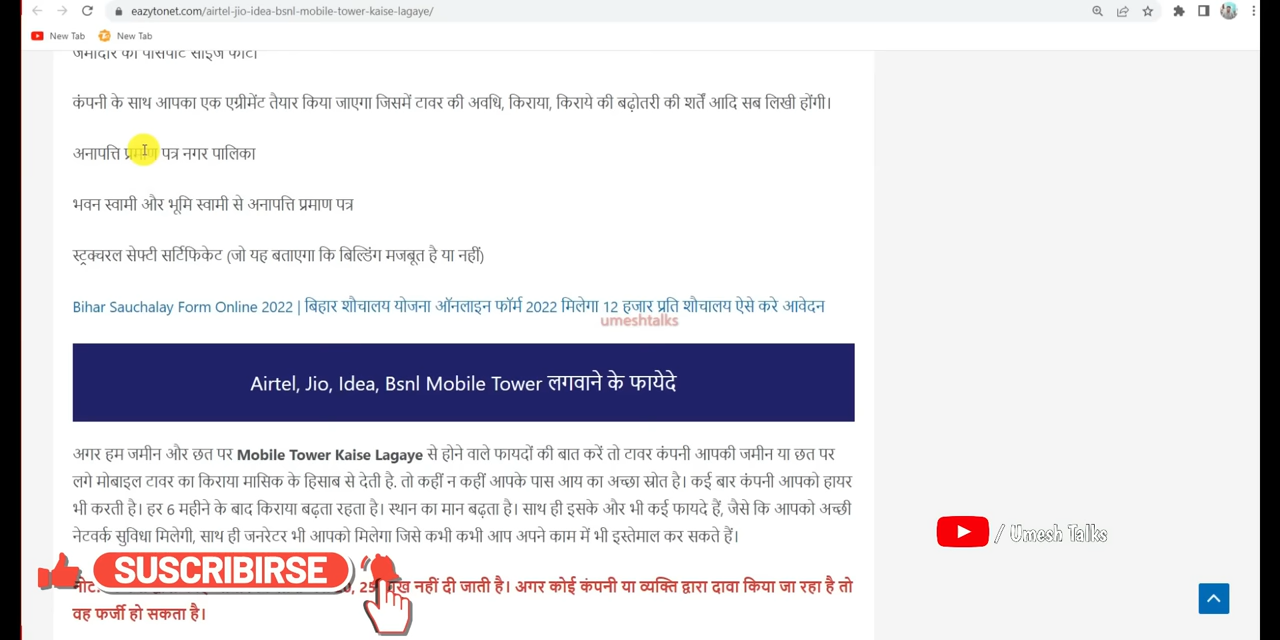 eazytonet.com/airtel-jio-idea-bsnl-mobile-tower-kaise-lagaye/
New Tab
New Tab
जमीदार का पासपोर्ट साइज फोटो
कंपनी के साथ आपका एक एग्रीमेंट तैयार किया जाएगा जिसमें टावर की अवधि, किराया, किराये की बढ़ोतरी की शर्तें आदि सब लिखी होंगी।
अनापत्ति प्रमाण पत्र नगर पालिका
भवन स्वामी और भूमि स्वामी से अनापत्ति प्रमाण पत्र
स्ट्रक्चरल सेफ्टी सर्टिफिकेट (जो यह बताएगा कि बिल्डिंग मजबूत है या नहीं)
Bihar Sauchalay Form Online 2022 | बिहार शौचालय योजना ऑनलाइन फॉर्म 2022 मिलेगा 12 हजार प्रति शौचालय ऐसे करे आवेदन
umeshtalks
Airtel, Jio, Idea, Bsnl Mobile Tower लगवाने के फायेदे
अगर हम जमीन और छत पर Mobile Tower Kaise Lagaye से होने वाले फायदों की बात करें तो टावर कंपनी आपकी जमीन या छत पर
लगे मोबाइल टावर का किराया मासिक के हिसाब से देती है. तो कहीं न कहीं आपके पास आय का अच्छा स्रोत है। कई बार कंपनी आपको हायर
भी करती है। हर 6 महीने के बाद किराया बढ़ता रहता है। स्थान का मान बढ़ता है। साथ ही इसके और भी कई फायदे हैं, जैसे कि आपको अच्छी
नेटवर्क सुविधा मिलेगी, साथ ही जनरेटर भी आपको मिलेगा जिसे कभी कभी आप अपने काम में भी इस्तेमाल कर सकते हैं।
/ Umesh Talks
SUSCRIBIRSE
नोट. 25 नहीं दी जाती है। अगर कोई कंपनी या व्यक्ति द्वारा दावा किया जा रहा है तो
वह फर्जी हो सकता है।